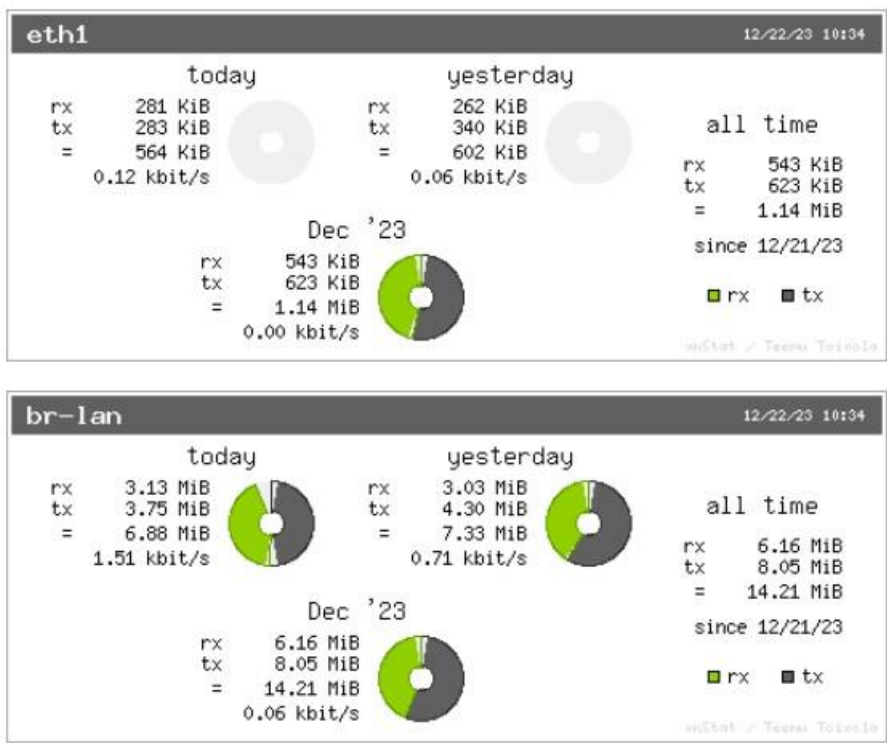 eth1 12/22/23 10:34
today
rx 281 KiB
tx 283 KiB
= 564 KiB
0.12 kbit/s
yesterday
rx 262 KiB
tx 340 KiB
= 602 KiB
0.06 kbit/s
Dec '23
rx 543 KiB
tx 623 KiB
= 1.14 MiB
0.00 kbit/s
all time
rx 543 KiB
tx 623 KiB
= 1.14 MiB
since 12/21/23
rx tx
vnStat / Teemu Toivola
br-lan 12/22/23 10:34
today
rx 3.13 MiB
tx 3.75 MiB
= 6.88 MiB
1.51 kbit/s
yesterday
rx 3.03 MiB
tx 4.30 MiB
= 7.33 MiB
0.71 kbit/s
Dec '23
rx 6.16 MiB
tx 8.05 MiB
= 14.21 MiB
0.06 kbit/s
all time
rx 6.16 MiB
tx 8.05 MiB
= 14.21 MiB
since 12/21/23
rx tx
vnStat / Teemu Toivola